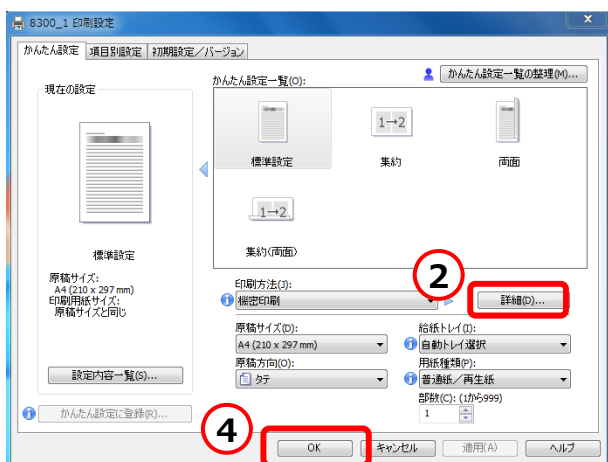 8300_1 印刷設定
かんたん設定 項目別設定 初期設定／バージョン
現在の設定
かんたん設定一覧(O):
かんたん設定一覧の整理(M)...
1→2
標準設定 集約 両面
1→2
集約(両面)
標準設定
原稿サイズ:
A4 (210 x 297 mm)
印刷用紙サイズ:
原稿サイズと同じ
設定内容一覧(S)...
かんたん設定に登録(R)...
印刷方法(J):
機密印刷
2
詳細(D)...
原稿サイズ(D):
A4 (210 x 297 mm)
給紙トレイ(I):
自動トレイ選択
原稿方向(O):
タテ
用紙種類(P):
普通紙／再生紙
部数(C): (1から999)
1
4
OK キャンセル 適用(A) ヘルプ